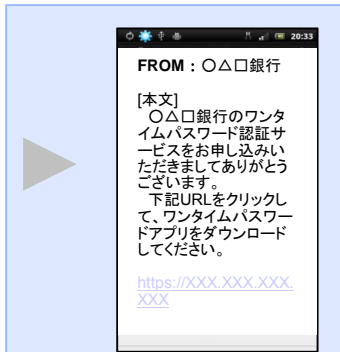 20:33
FROM：〇△□銀行
[本文]
　〇△□銀行のワンタ
イムパスワード認証サ
ービスをお申し込みい
ただきましてありがとう
ございます。
　下記URLをクリックし
て、ワンタイムパスワー
ドアプリをダウンロード
してください。
https://XXX.XXX.XXX.
XXX